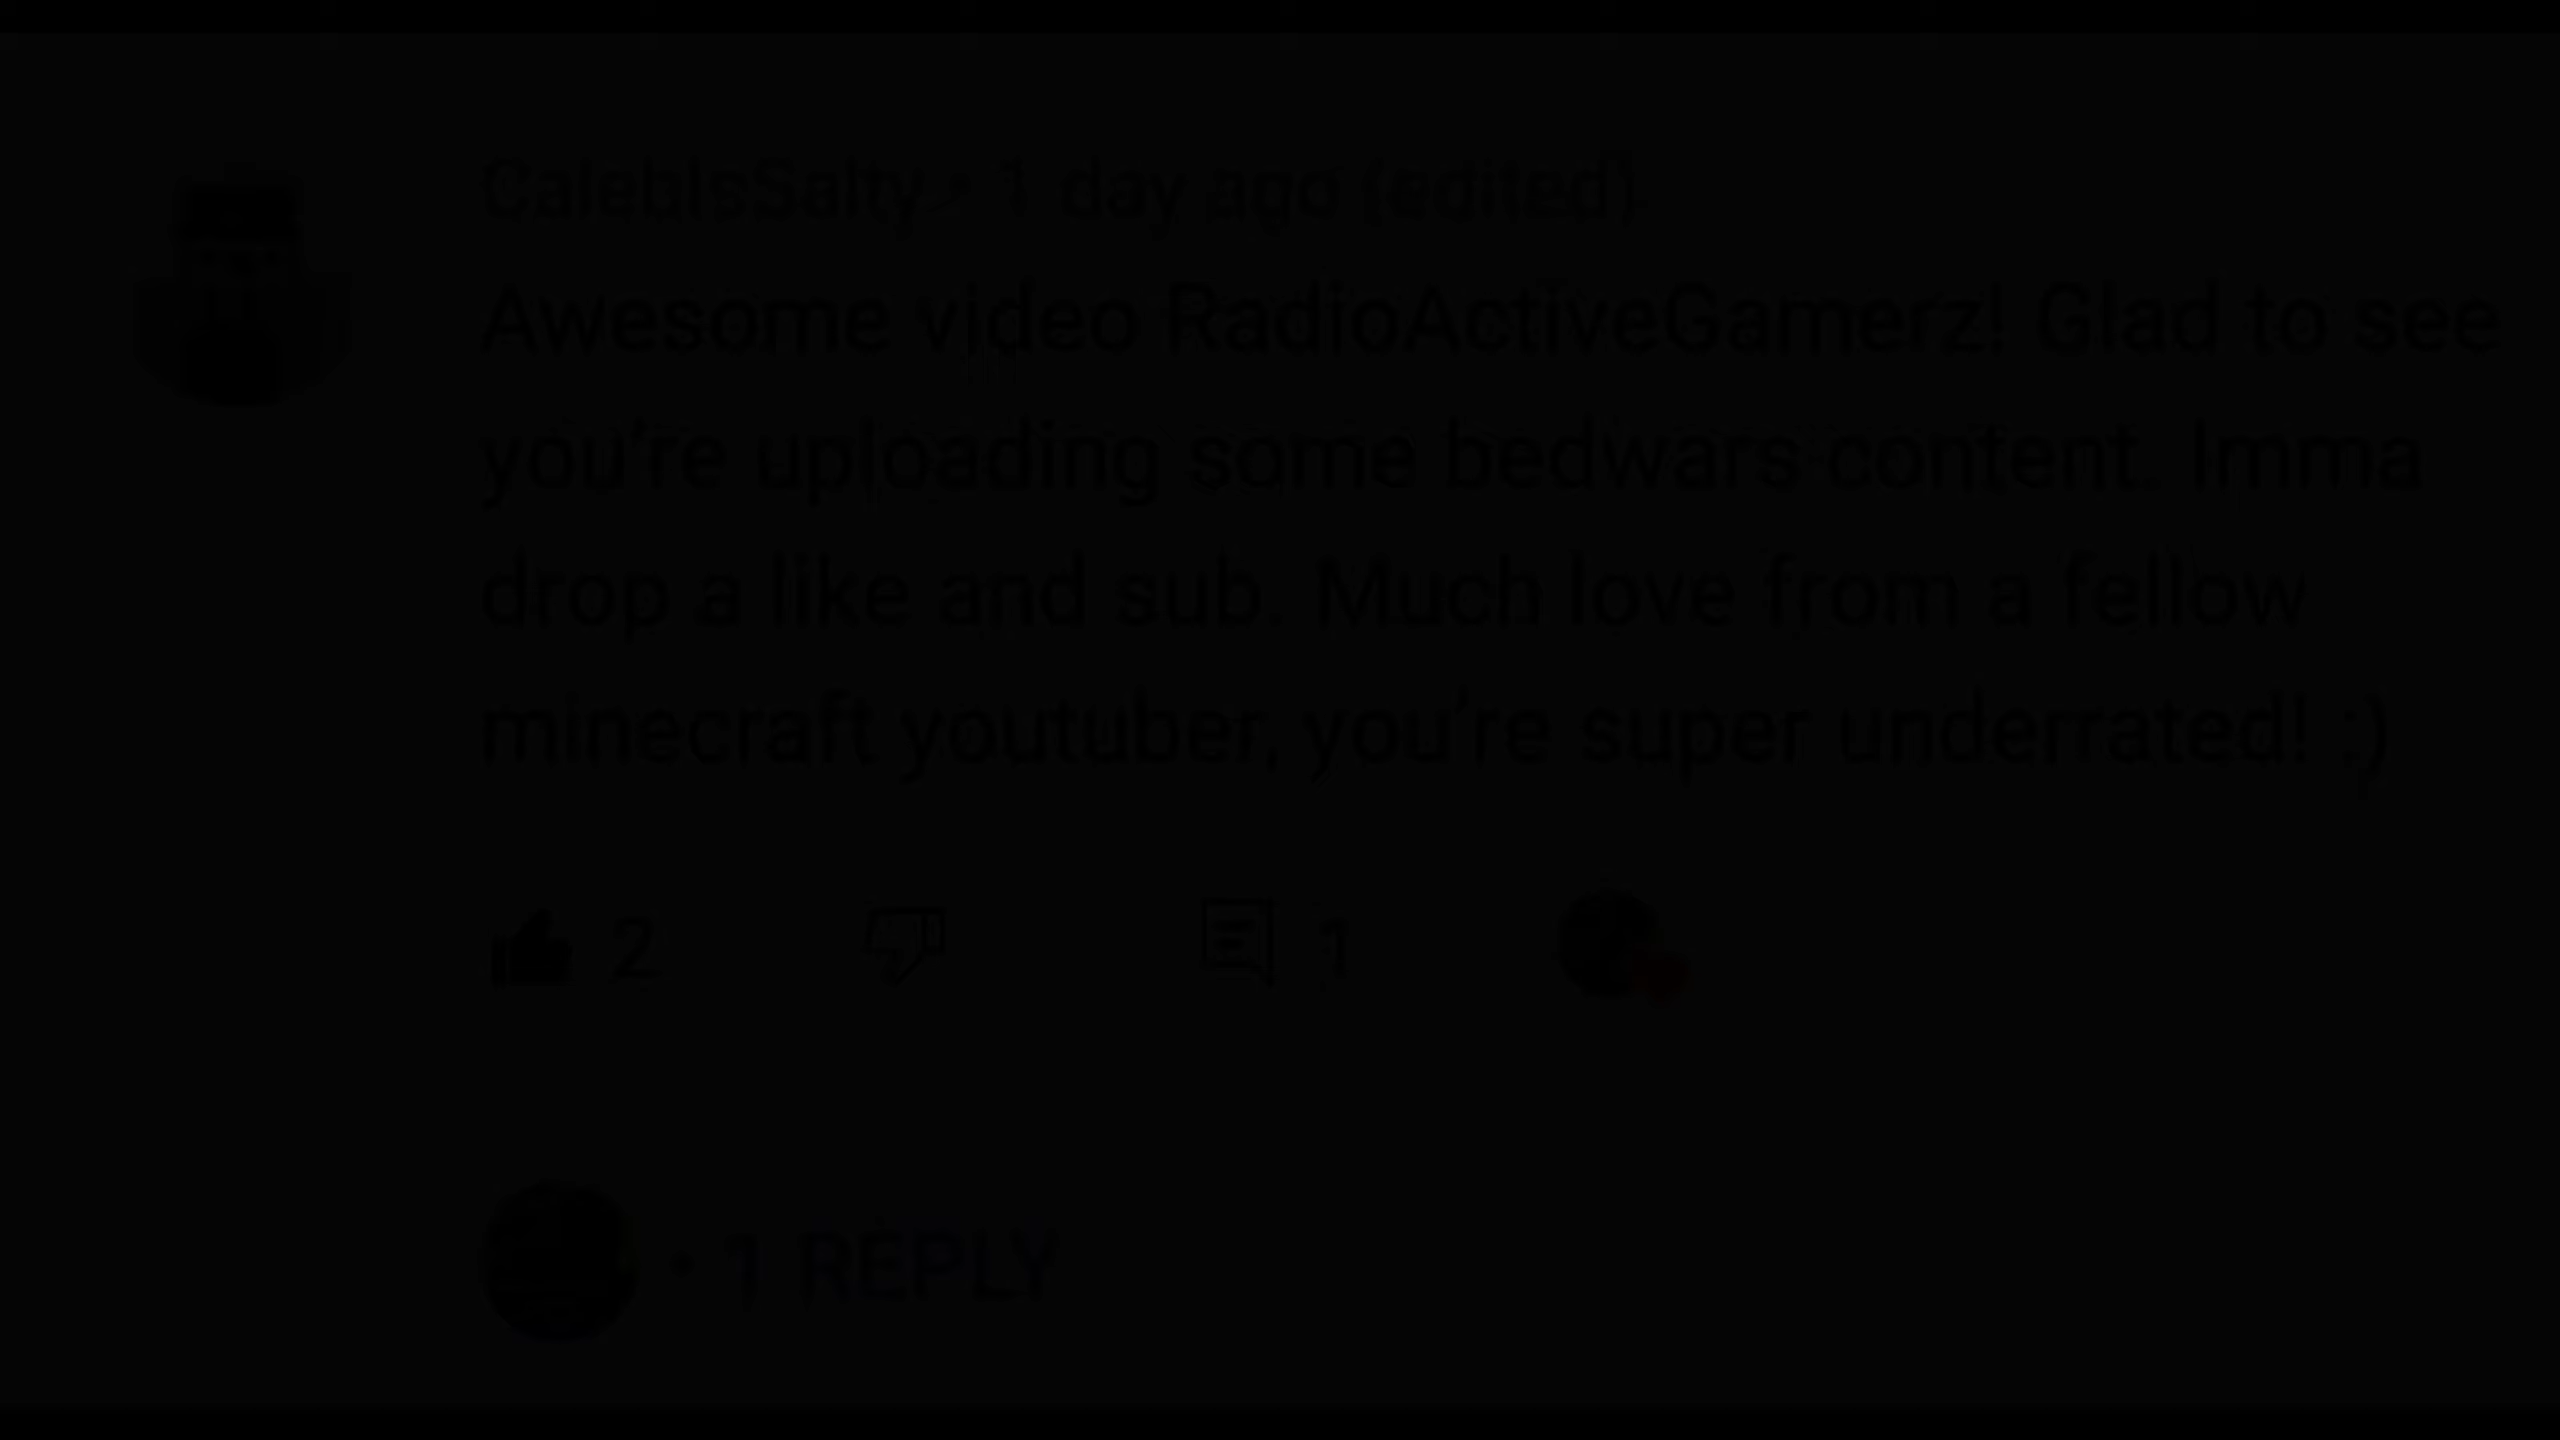 CalebIsSalty • 1 day ago (edited)
Awesome video RadioActiveGamerz! Glad to see
you're uploading some bedwars content. Imma
drop a like and sub. Much love from a fellow
minecraft youtuber, you're super underrated! :)
2 1
• 1 REPLY